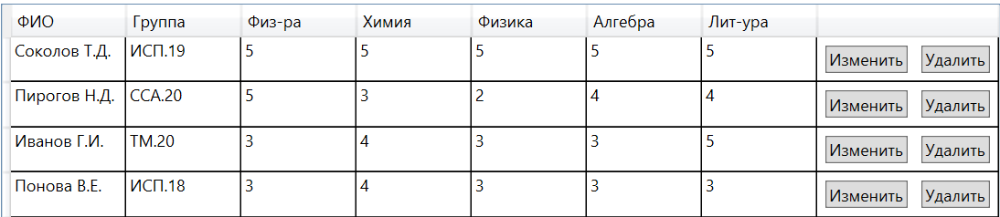 ФИО Группа Физ-ра Химия Физика Алгебра Лит-ура
Соколов Т.Д. ИСП.19 5 5 5 5 5 Изменить Удалить
Пирогов Н.Д. ССА.20 5 3 2 4 4 Изменить Удалить
Иванов Г.И. ТМ.20 3 4 3 3 5 Изменить Удалить
Понова В.Е. ИСП.18 3 4 3 3 3 Изменить Удалить